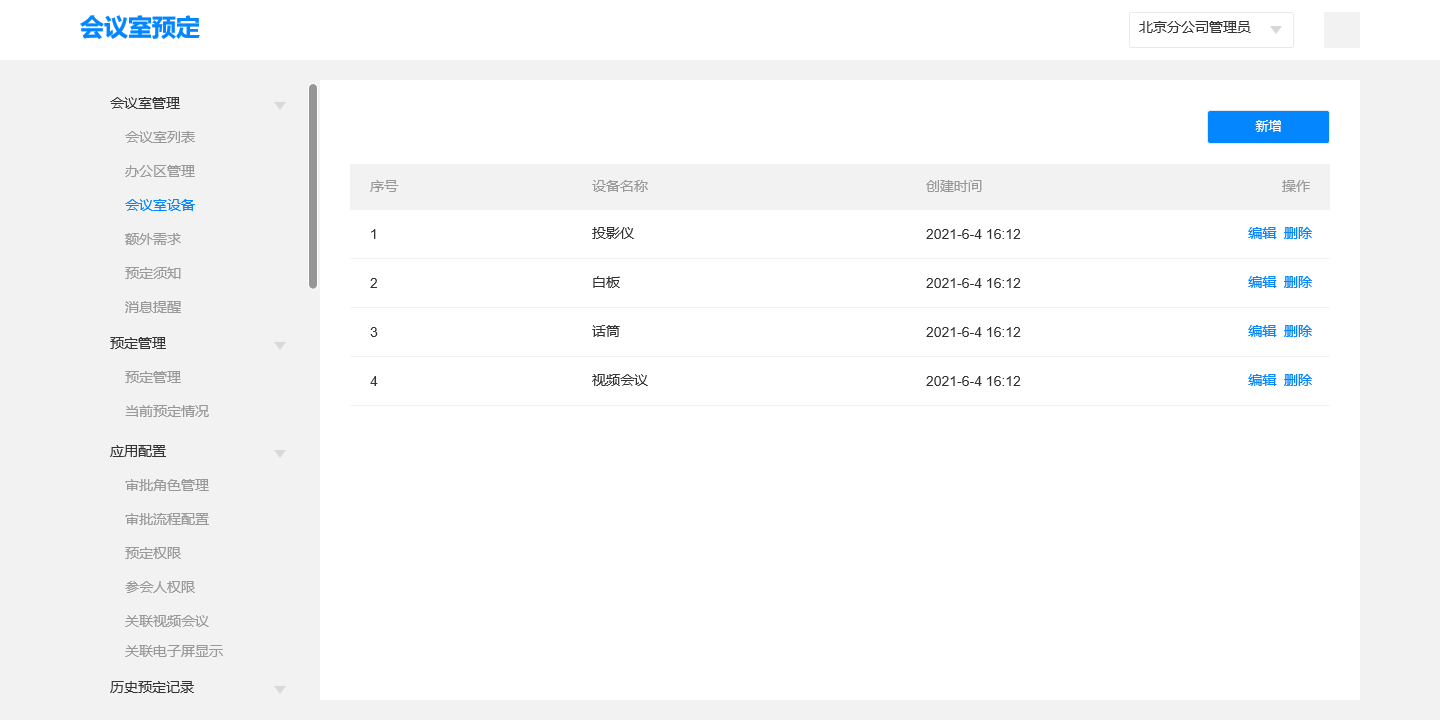 会议室预定
北京分公司管理员
会议室管理
会议室列表
办公区管理
会议室设备
额外需求
预定须知
消息提醒
预定管理
预定管理
当前预定情况
应用配置
审批角色管理
审批流程配置
预定权限
参会人权限
关联视频会议
关联电子屏显示
历史预定记录
新增
序号 设备名称 创建时间 操作
1 投影仪 2021-6-4 16:12 编辑 删除
2 白板 2021-6-4 16:12 编辑 删除
3 话筒 2021-6-4 16:12 编辑 删除
4 视频会议 2021-6-4 16:12 编辑 删除